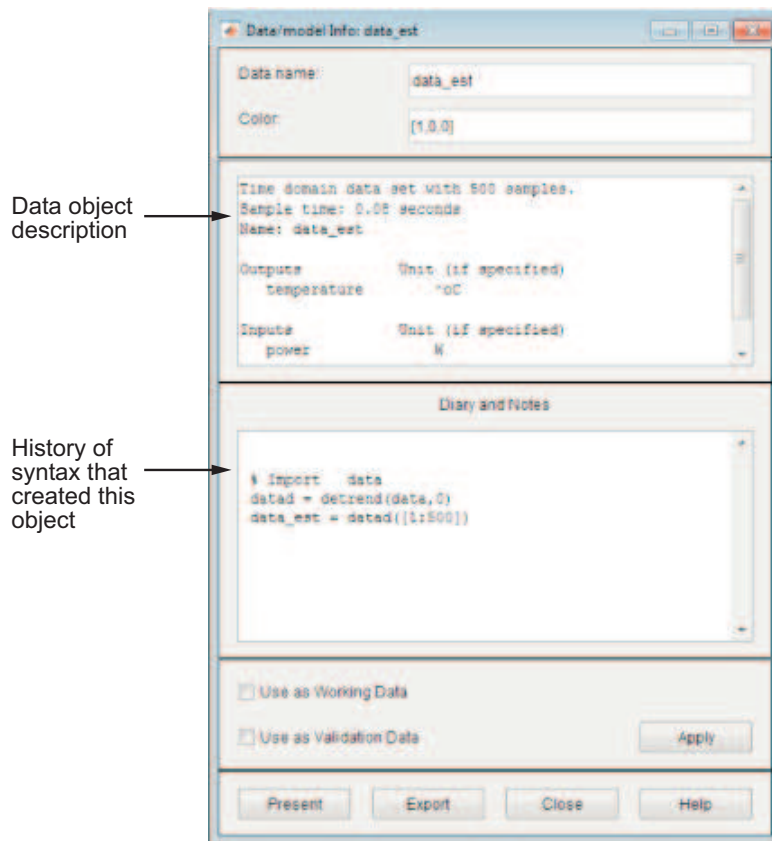 Data/model Info: data_est
Data name:
data_est
Color:
[1,0,0]
Data object
description
Time domain data set with 500 samples.
Sample time: 0.08 seconds
Name: data_est
Outputs Unit (if specified)
temperature ^oC
Inputs Unit (if specified)
power W
Diary and Notes
History of
syntax that
created this
object
% Import data
datad = detrend(data,0)
data_est = datad([1:500])
Use as Working Data
Use as Validation Data
Apply
Present Export Close Help